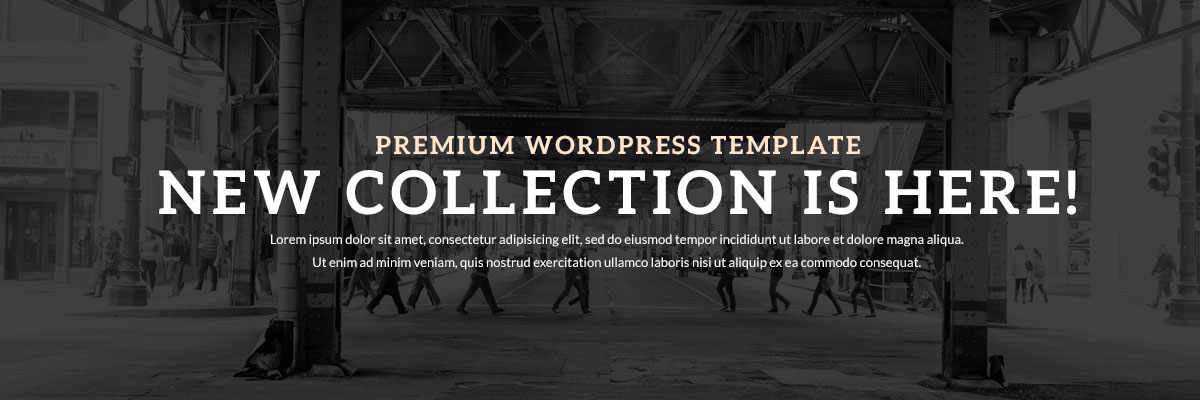 PREMIUM WORDPRESS TEMPLATE
NEW COLLECTION IS HERE!
Lorem ipsum dolor sit amet, consectetur adipisicing elit, sed do eiusmod tempor incididunt ut labore et dolore magna aliqua.
Ut enim ad minim veniam, quis nostrud exercitation ullamco laboris nisi ut aliquip ex ea commodo consequat.